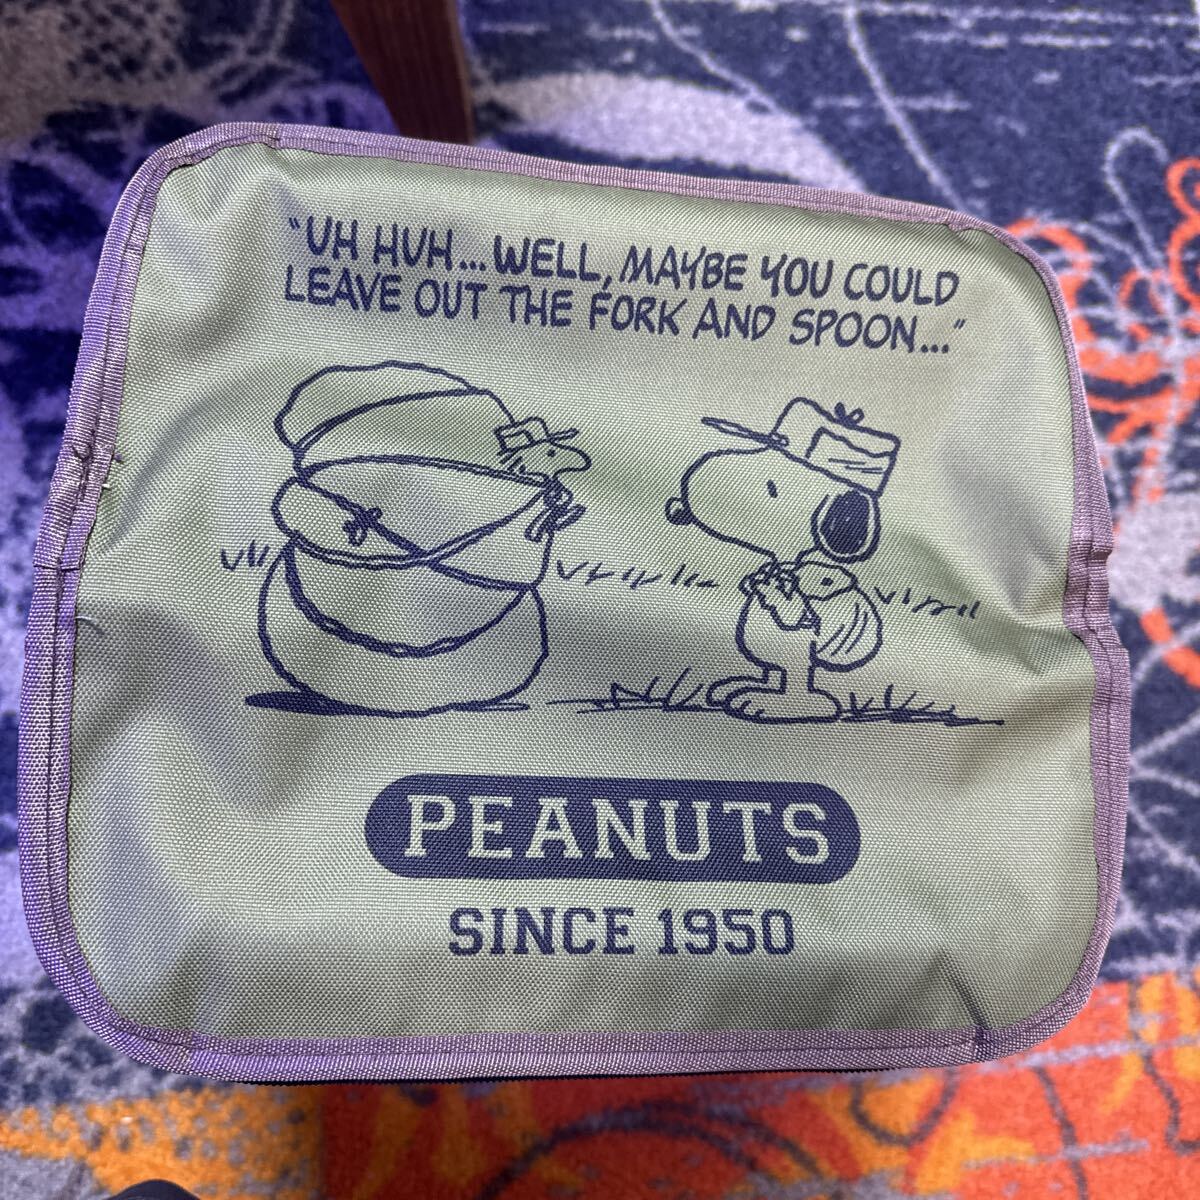 "UH HUH...WELL, MAYBE YOU COULD
LEAVE OUT THE FORK AND SPOON..."
PEANUTS
SINCE 1950